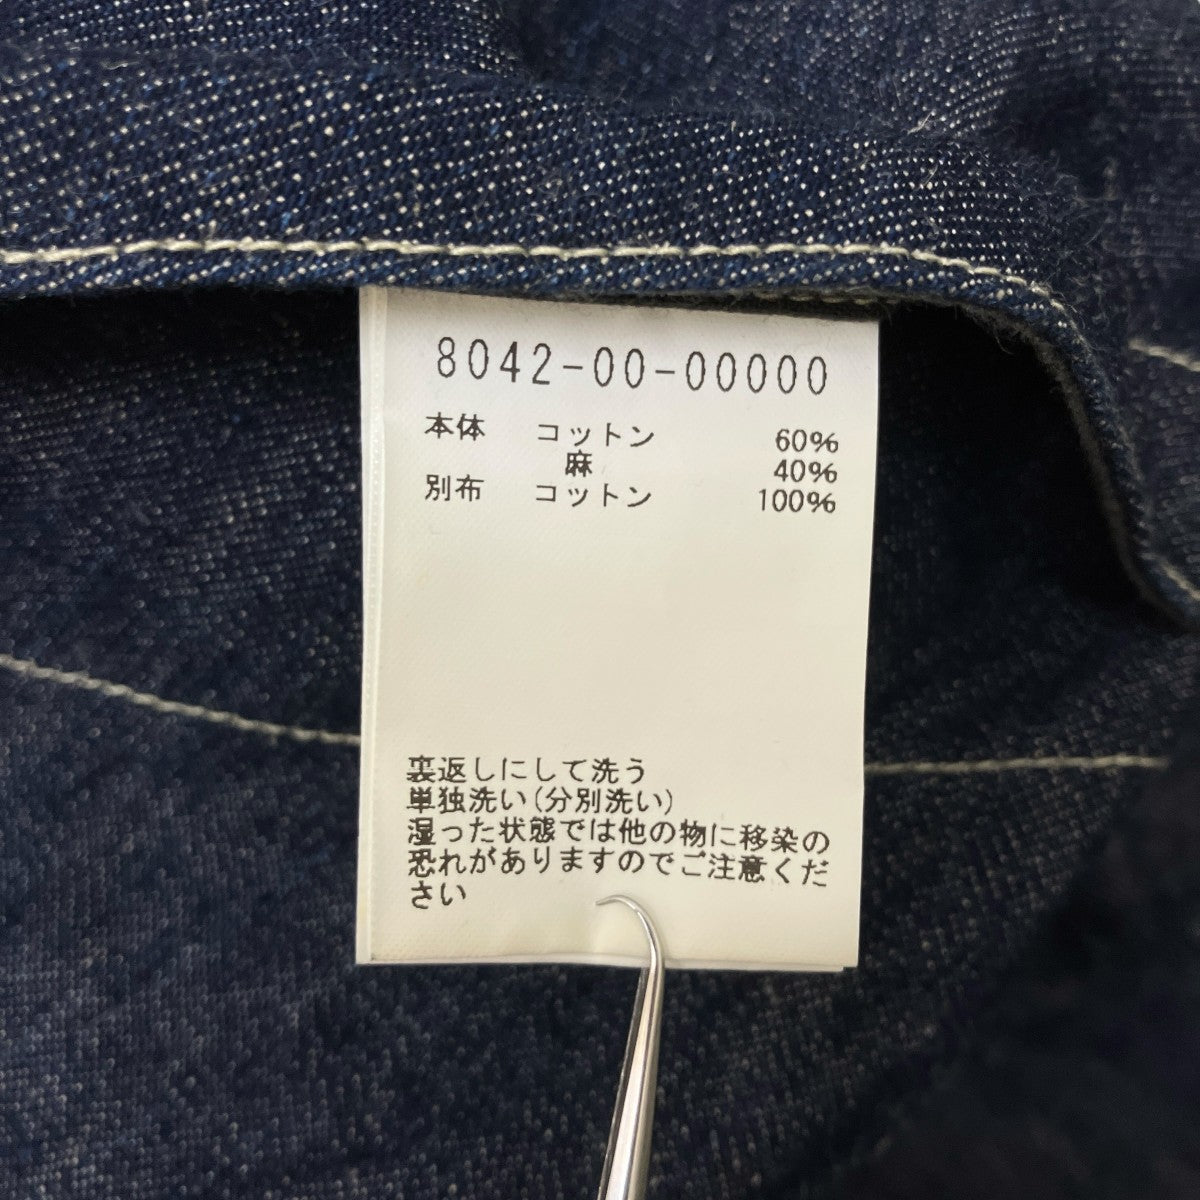 8042-00-00000
本体 コットン 60%
麻 40%
別布 コットン 100%
裏返しにして洗う
単独洗い(分別洗い)
湿った状態では他の物に移染の
恐れがありますのでご注意くだ
さい